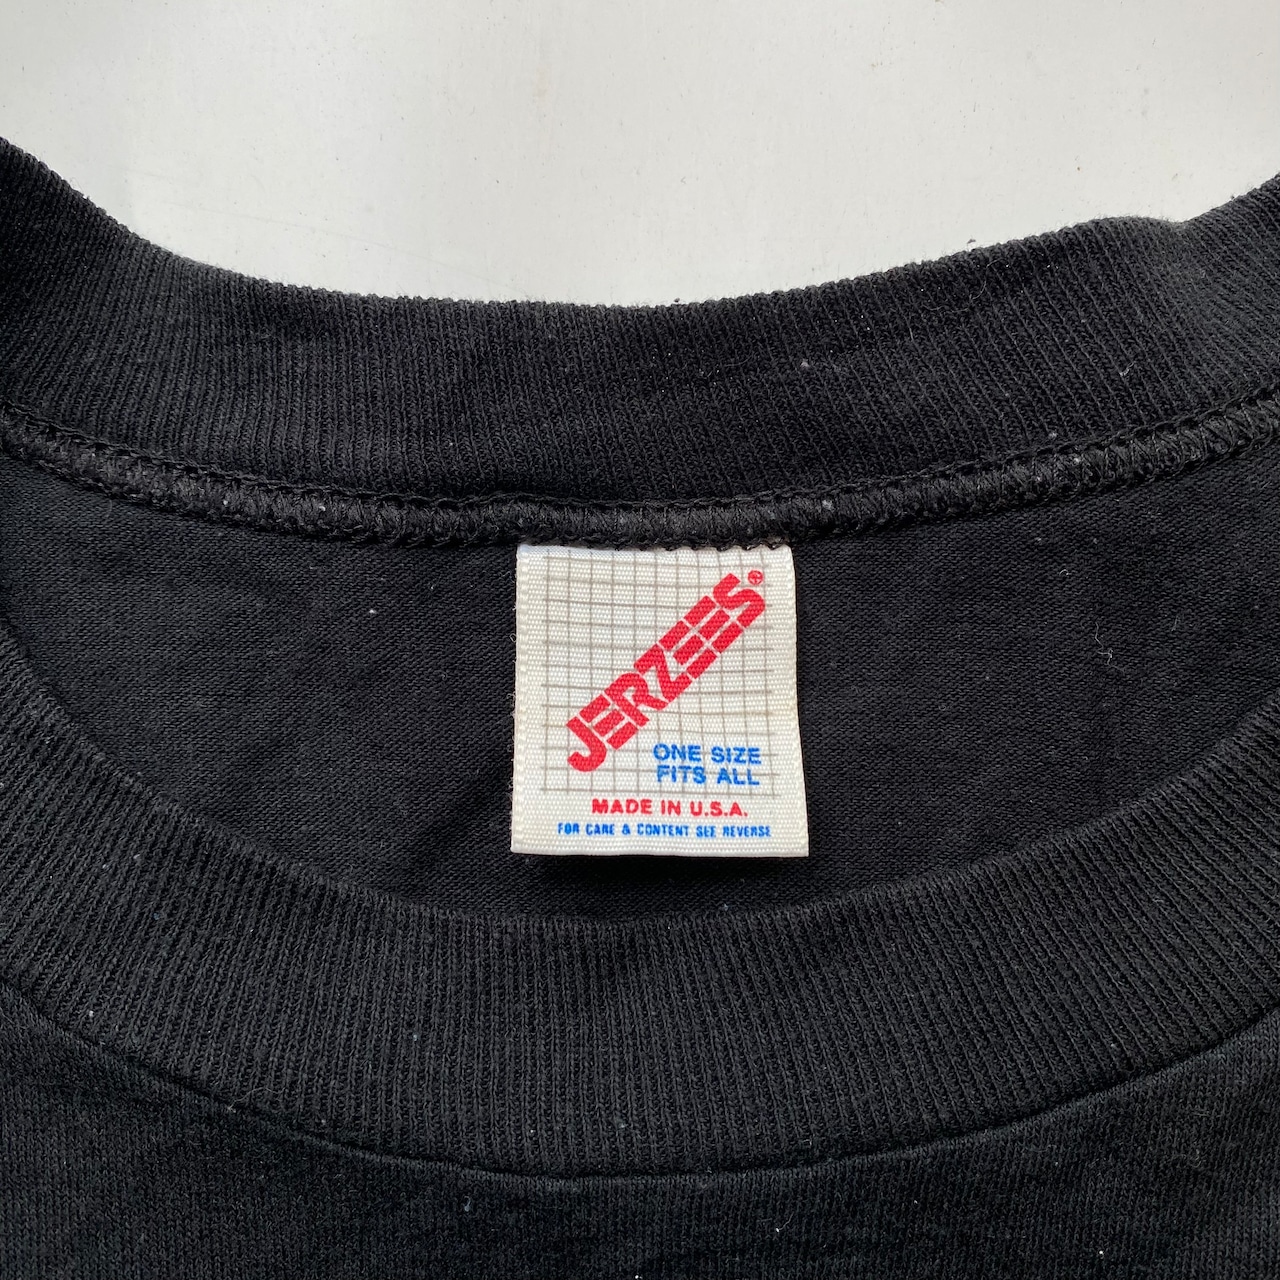 JERZEES®
ONE SIZE
FITS ALL
MADE IN U.S.A.
FOR CARE & CONTENT SEE REVERSE